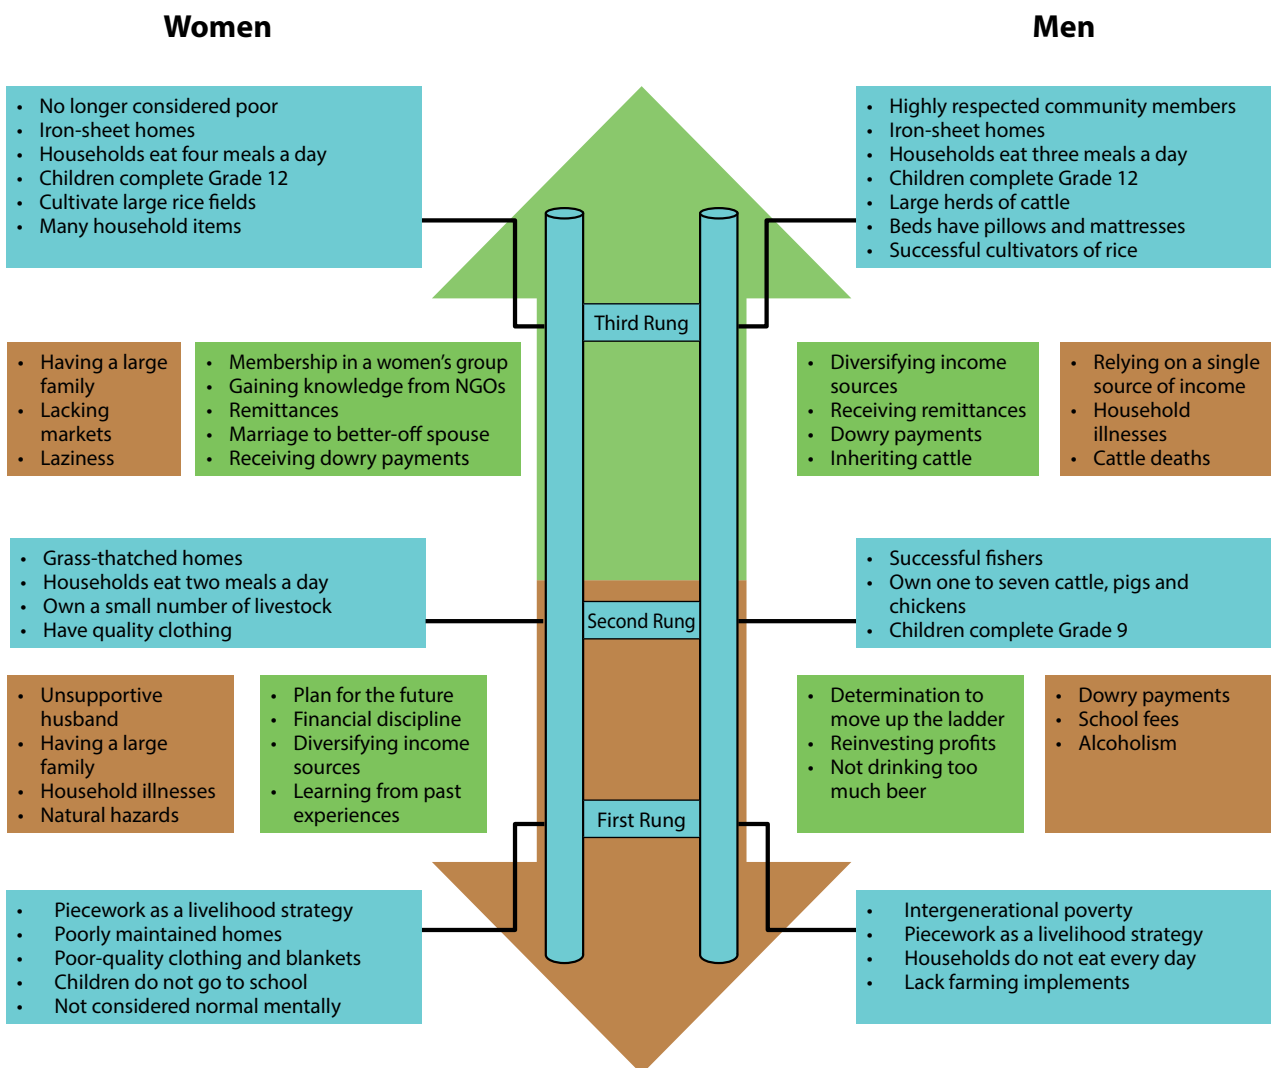 Women
Men
• No longer considered poor
• Iron-sheet homes
• Households eat four meals a day
• Children complete Grade 12
• Cultivate large rice fields
• Many household items
• Highly respected community members
• Iron-sheet homes
• Households eat three meals a day
• Children complete Grade 12
• Large herds of cattle
• Beds have pillows and mattresses
• Successful cultivators of rice
Third Rung
• Having a large
family
• Lacking
markets
• Laziness
• Membership in a women's group
• Gaining knowledge from NGOs
• Remittances
• Marriage to better-off spouse
• Receiving dowry payments
• Diversifying income
sources
• Receiving remittances
• Dowry payments
• Inheriting cattle
• Relying on a single
source of income
• Household
illnesses
• Cattle deaths
• Grass-thatched homes
• Households eat two meals a day
• Own a small number of livestock
• Have quality clothing
Second Rung
• Successful fishers
• Own one to seven cattle, pigs and
chickens
• Children complete Grade 9
• Unsupportive
husband
• Having a large
family
• Household illnesses
• Natural hazards
• Plan for the future
• Financial discipline
• Diversifying income
sources
• Learning from past
experiences
• Determination to
move up the ladder
• Reinvesting profits
• Not drinking too
much beer
• Dowry payments
• School fees
• Alcoholism
First Rung
• Piecework as a livelihood strategy
• Poorly maintained homes
• Poor-quality clothing and blankets
• Children do not go to school
• Not considered normal mentally
• Intergenerational poverty
• Piecework as a livelihood strategy
• Households do not eat every day
• Lack farming implements